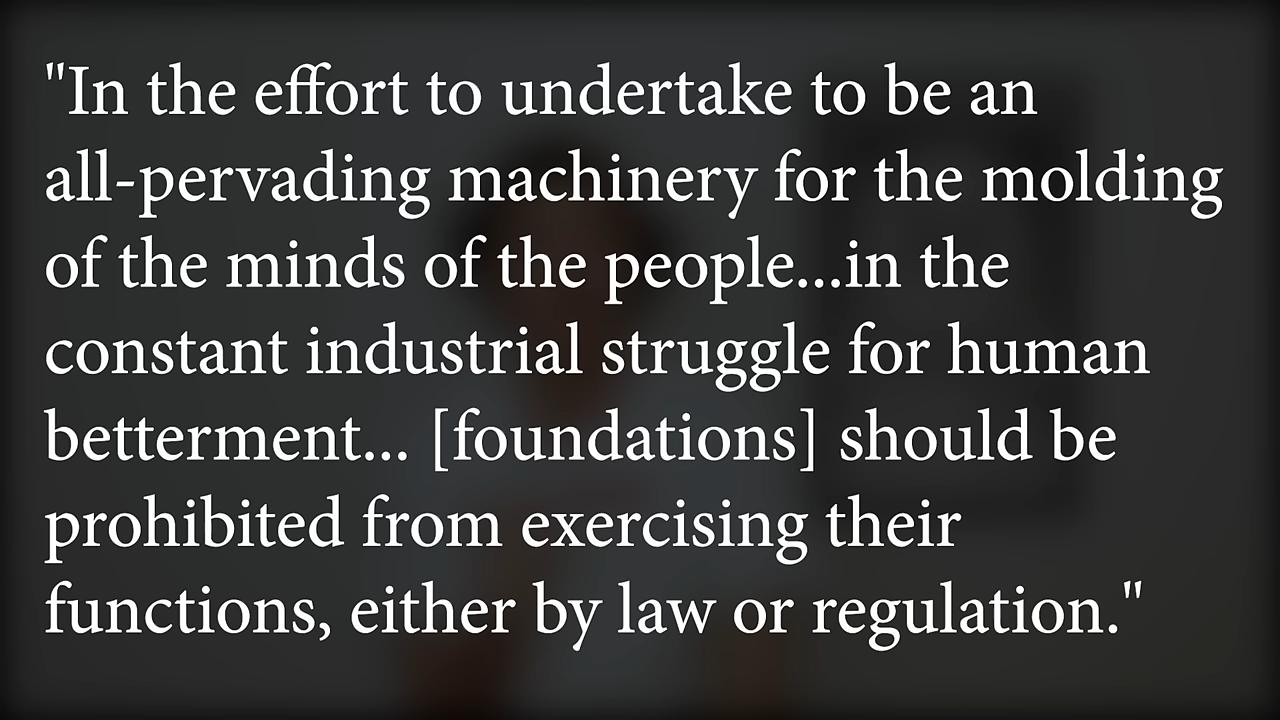 "In the effort to undertake to be an
all-pervading machinery for the molding
of the minds of the people...in the
constant industrial struggle for human
betterment... [foundations] should be
prohibited from exercising their
functions, either by law or regulation."